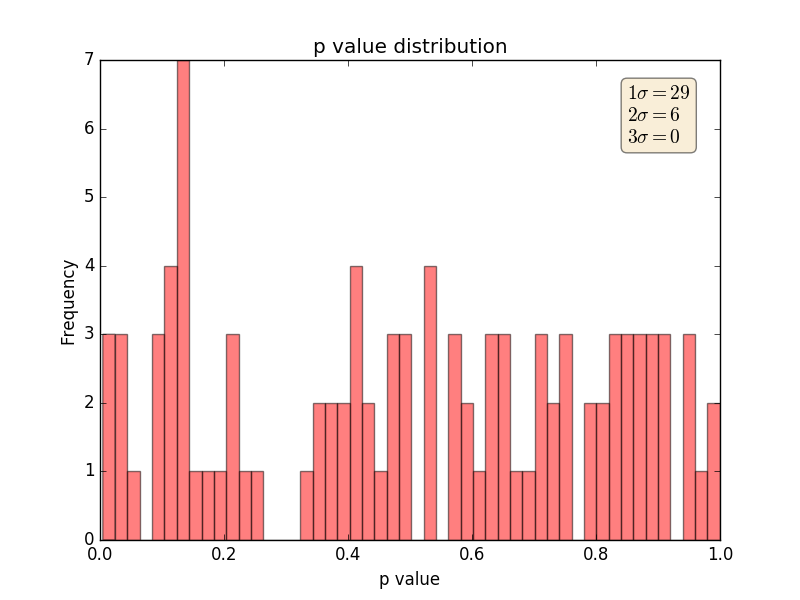 p value distribution
1σ = 29
2σ = 6
3σ = 0
7
6
5
4
3
2
1
0
Frequency
0.0 0.2 0.4 0.6 0.8 1.0
p value